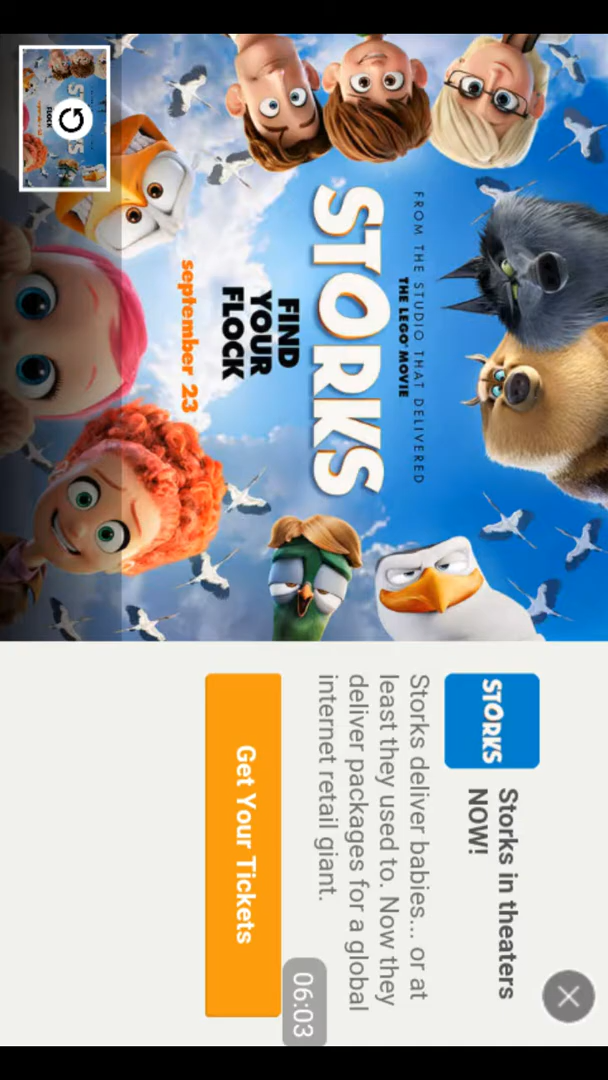 FROM THE STUDIO THAT DELIVERED
THE LEGO® MOVIE
STORKS
FIND
YOUR
FLOCK
september 23
STORKS
FLOCK
STORKS
Storks in theaters
NOW!
Storks deliver babies... or at
least they used to. Now they
deliver packages for a global
internet retail giant.
Get Your Tickets
06:03